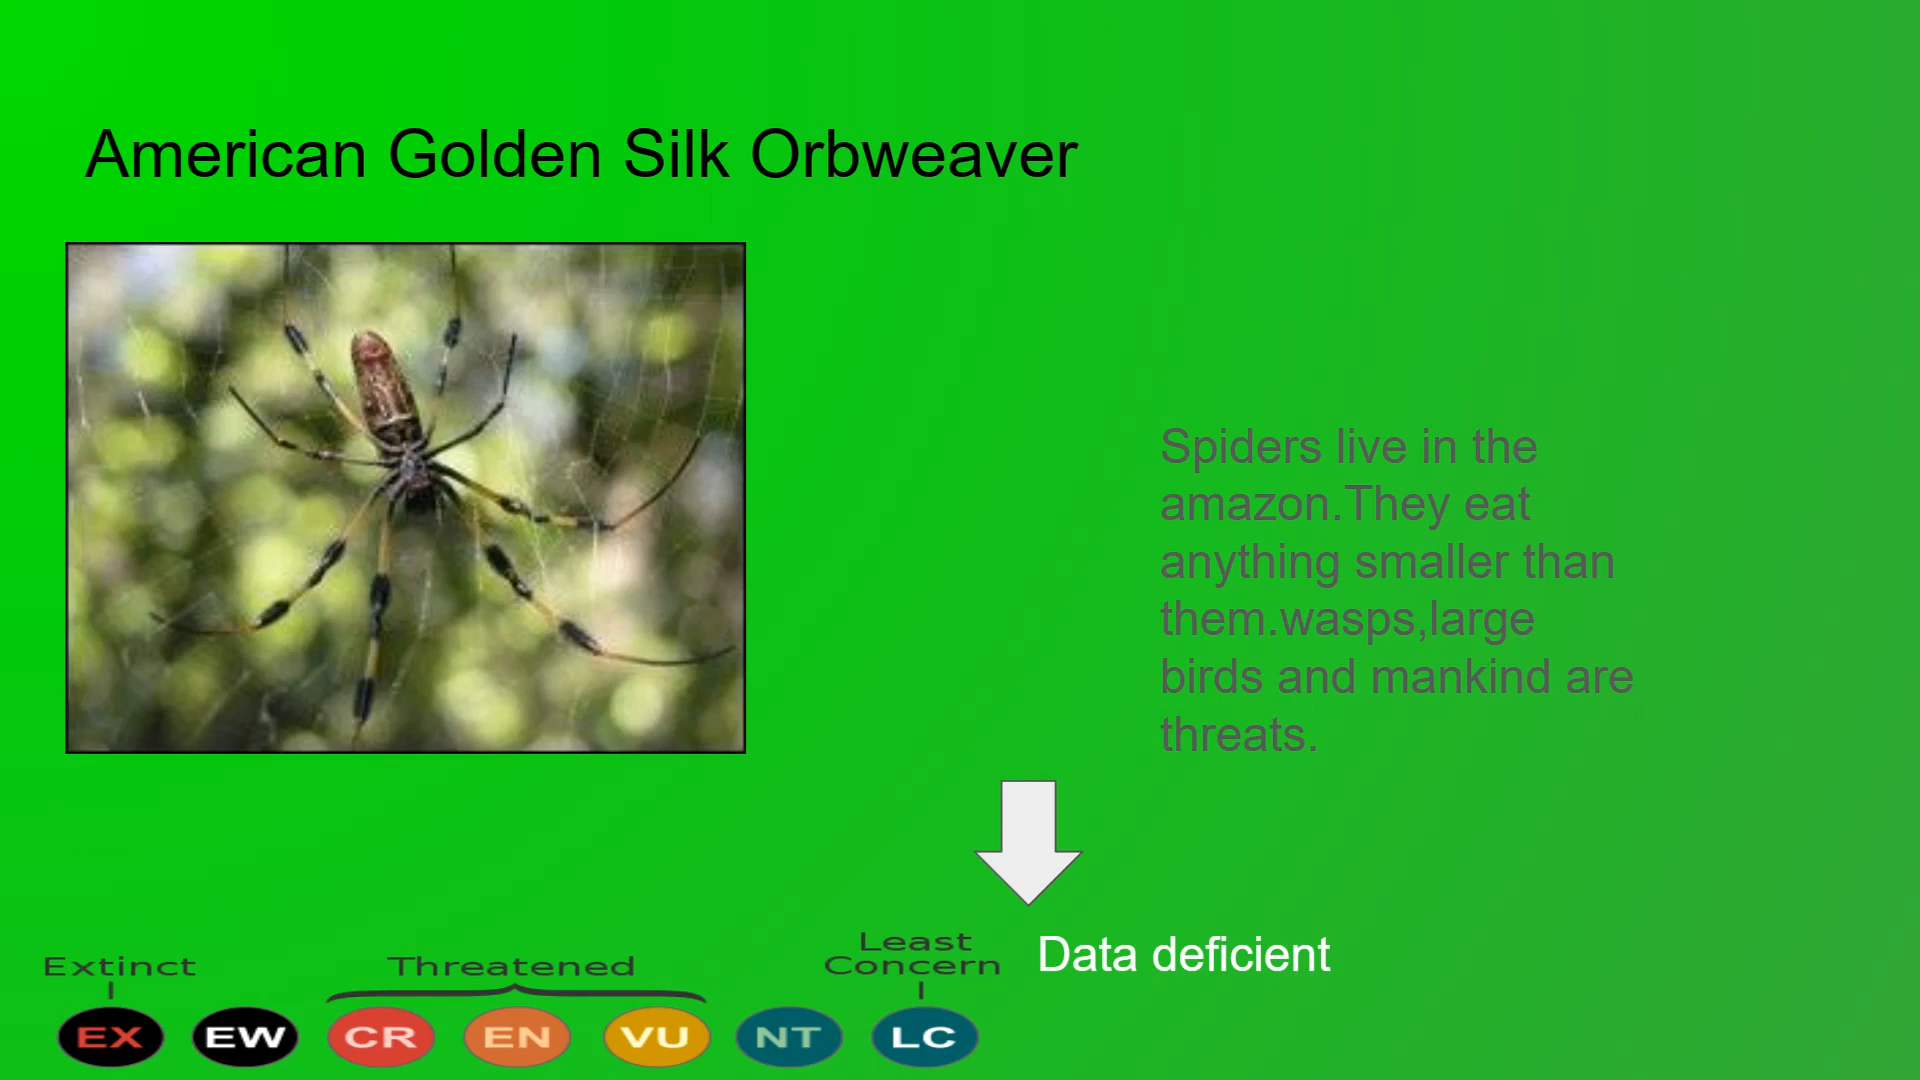 American Golden Silk Orbweaver
Spiders live in the
amazon.They eat
anything smaller than
them.wasps,large
birds and mankind are
threats.
Data deficient
Extinct
Threatened
Least
Concern
EX EW CR EN VU NT LC